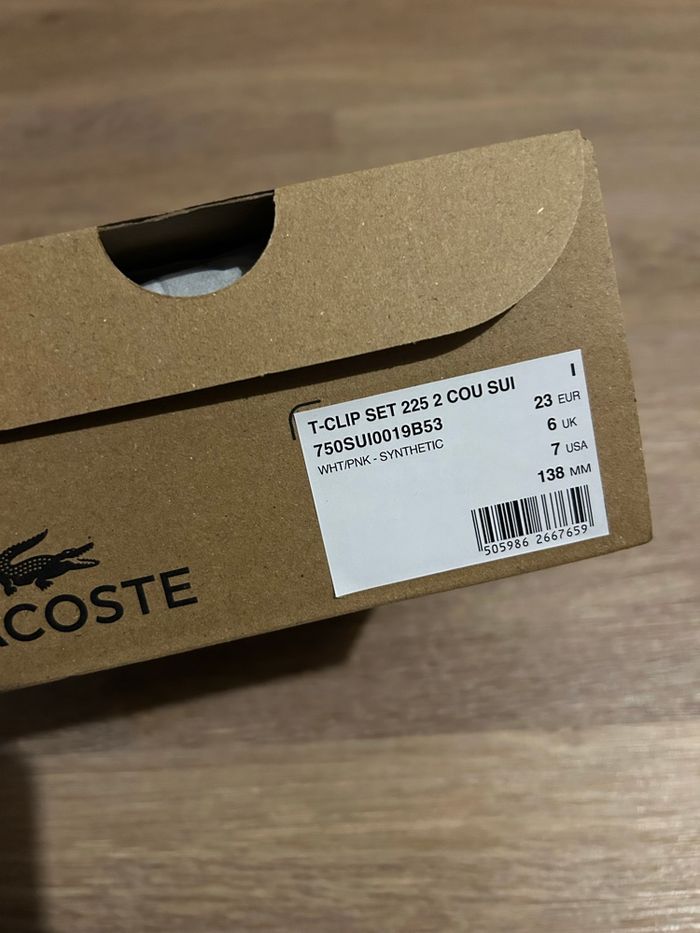 T-CLIP SET 225 2 COU SUI I
750SUI0019B53
WHT/PNK - SYNTHETIC
23 EUR
6 UK
7 USA
138 MM
505986 2667659
ACOSTE